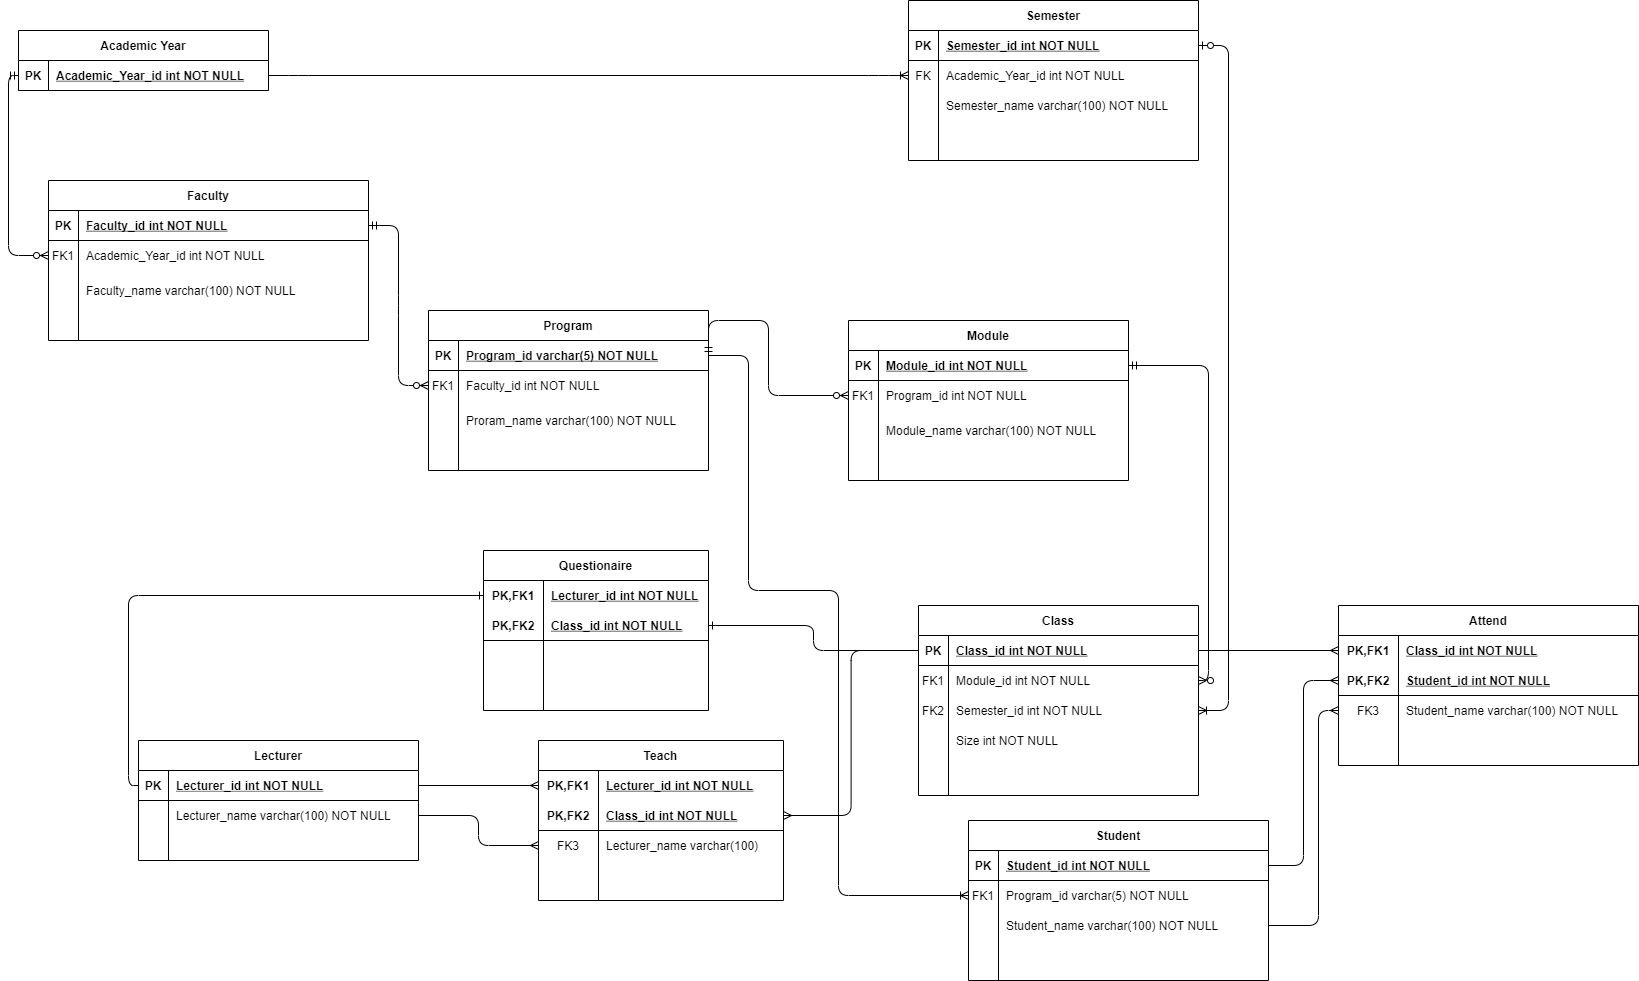 Academic Year
PK Academic_Year_id int NOT NULL
Semester
PK Semester_id int NOT NULL
FK Academic_Year_id int NOT NULL
Semester_name varchar(100) NOT NULL
Faculty
PK Faculty_id int NOT NULL
FK1 Academic_Year_id int NOT NULL
Faculty_name varchar(100) NOT NULL
Program
PK Program_id varchar(5) NOT NULL
FK1 Faculty_id int NOT NULL
Proram_name varchar(100) NOT NULL
Module
PK Module_id int NOT NULL
FK1 Program_id int NOT NULL
Module_name varchar(100) NOT NULL
Questionaire
PK,FK1 Lecturer_id int NOT NULL
PK,FK2 Class_id int NOT NULL
Class
PK Class_id int NOT NULL
FK1 Module_id int NOT NULL
FK2 Semester_id int NOT NULL
Size int NOT NULL
Attend
PK,FK1 Class_id int NOT NULL
PK,FK2 Student_id int NOT NULL
FK3 Student_name varchar(100) NOT NULL
Lecturer
PK Lecturer_id int NOT NULL
Lecturer_name varchar(100) NOT NULL
Teach
PK,FK1 Lecturer_id int NOT NULL
PK,FK2 Class_id int NOT NULL
FK3 Lecturer_name varchar(100)
Student
PK Student_id int NOT NULL
FK1 Program_id varchar(5) NOT NULL
Student_name varchar(100) NOT NULL